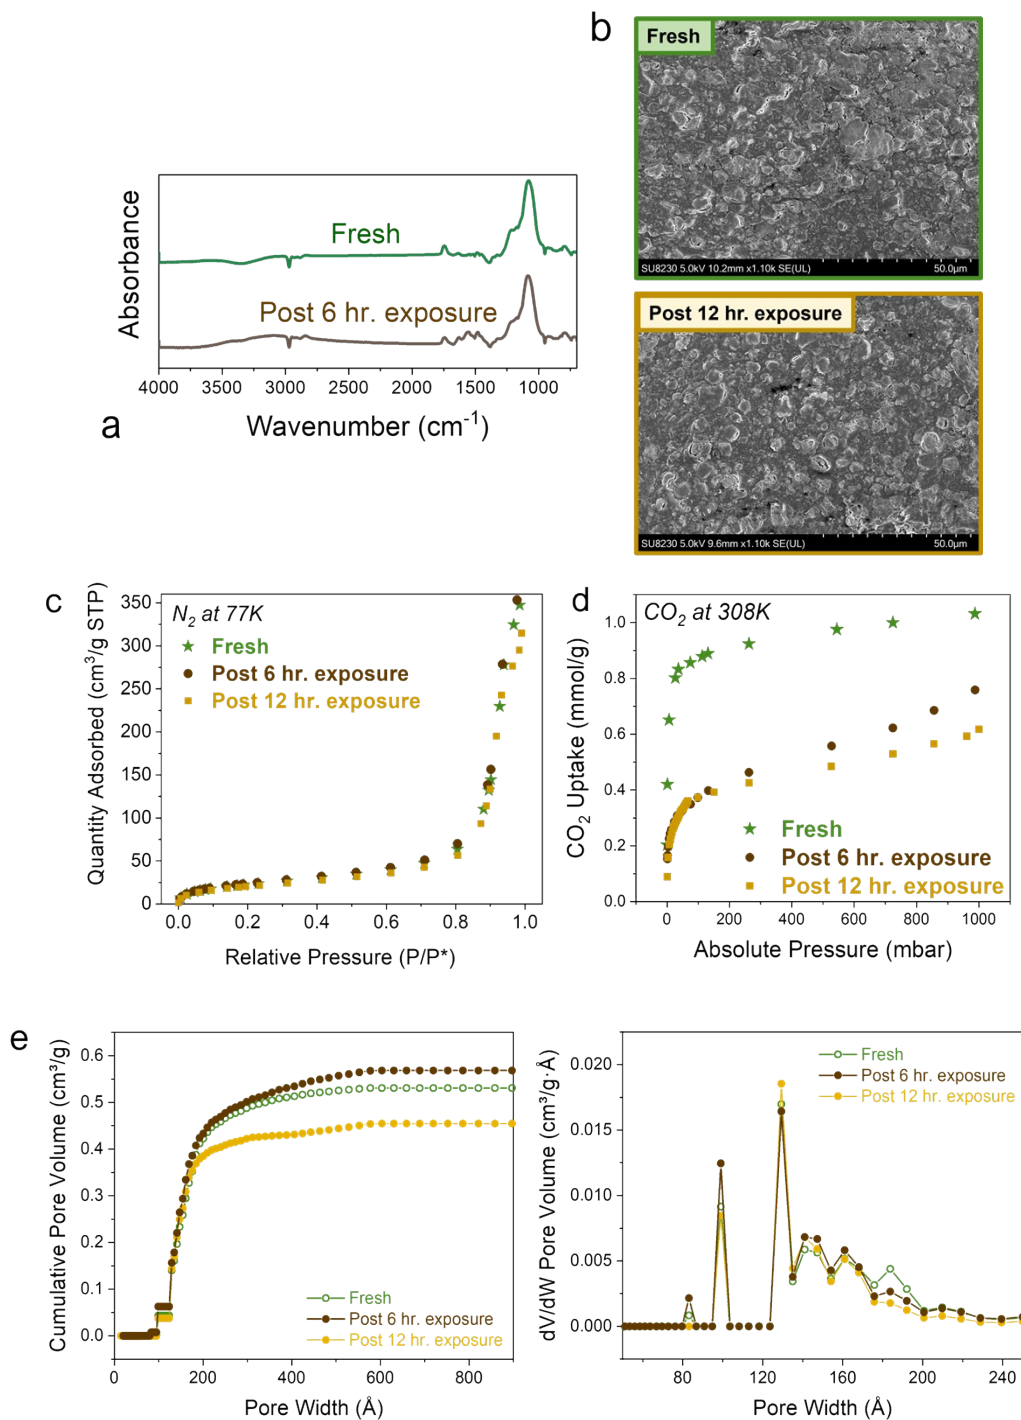 b
Fresh
SU8230 5.0kV 10.2mm x1.10k SE(UL) 50.0μm
Absorbance
Fresh
Post 6 hr. exposure
4000 3500 3000 2500 2000 1500 1000
Wavenumber (cm⁻¹)
a
Post 12 hr. exposure
SU8230 5.0kV 9.6mm x1.10k SE(UL) 50.0μm
c
Quantity Adsorbed (cm³/g STP)
350
300
250
200
150
100
50
0
N₂ at 77K
Fresh
Post 6 hr. exposure
Post 12 hr. exposure
0.0 0.2 0.4 0.6 0.8 1.0
Relative Pressure (P/P*)
d
CO₂ Uptake (mmol/g)
1.0
0.8
0.6
0.4
0.2
0.0
CO₂ at 308K
Fresh
Post 6 hr. exposure
Post 12 hr. exposure
0 200 400 600 800 1000
Absolute Pressure (mbar)
e
Cumulative Pore Volume (cm³/g)
0.6
0.5
0.4
0.3
0.2
0.1
0.0
Fresh
Post 6 hr. exposure
Post 12 hr. exposure
0 200 400 600 800
Pore Width (Å)
dV/dW Pore Volume (cm³/g·Å)
0.020
0.015
0.010
0.005
0.000
Fresh
Post 6 hr. exposure
Post 12 hr. exposure
80 120 160 200 240
Pore Width (Å)